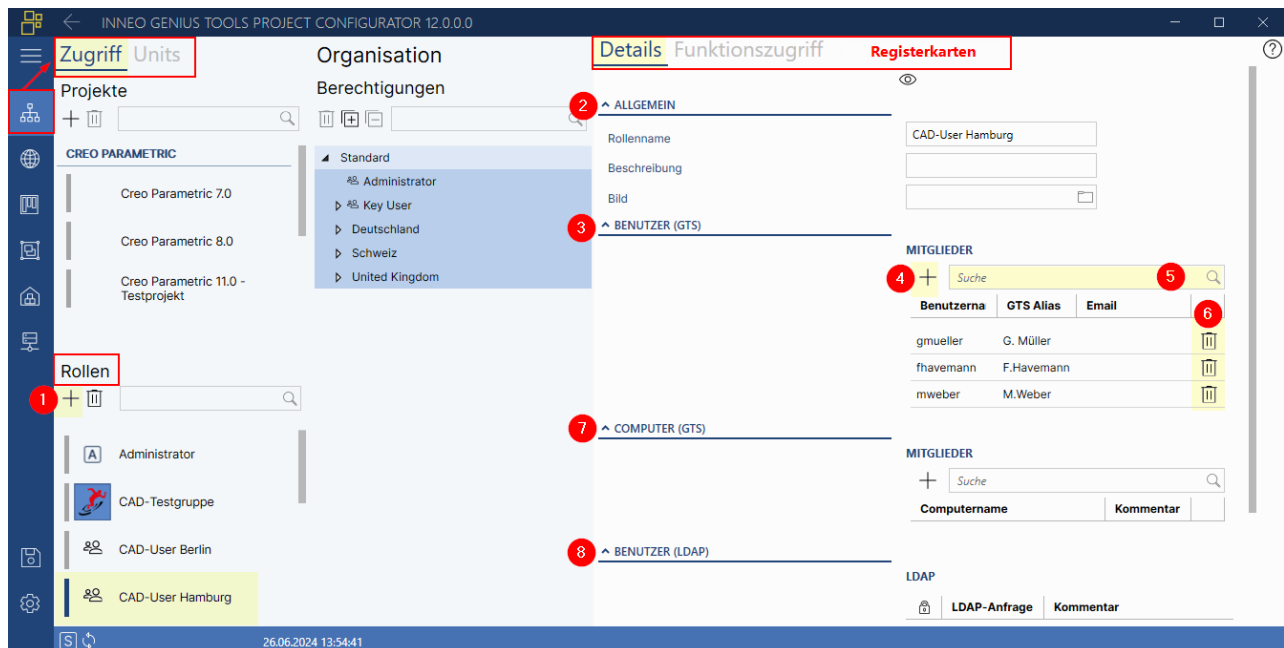 INNEO GENIUS TOOLS PROJECT CONFIGURATOR 12.0.0.0
Zugriff Units
Projekte
CREO PARAMETRIC
Creo Parametric 7.0
Creo Parametric 8.0
Creo Parametric 11.0 -
Testprojekt
Rollen
1
A
Administrator
CAD-Testgruppe
CAD-User Berlin
CAD-User Hamburg
Organisation
Berechtigungen
Standard
Administrator
Key User
Deutschland
Schweiz
United Kingdom
Details Funktionszugriff Registerkarten
?
2 ALLGEMEIN
Rollenname CAD-User Hamburg
Beschreibung
Bild
3 BENUTZER (GTS)
MITGLIEDER
4 Suche 5
Benutzerna GTS Alias Email 6
gmueller G. Müller
fhavemann F.Havemann
mweber M.Weber
7 COMPUTER (GTS)
MITGLIEDER
Suche
Computername Kommentar
8 BENUTZER (LDAP)
LDAP
LDAP-Anfrage Kommentar
S 26.06.2024 13:54:41